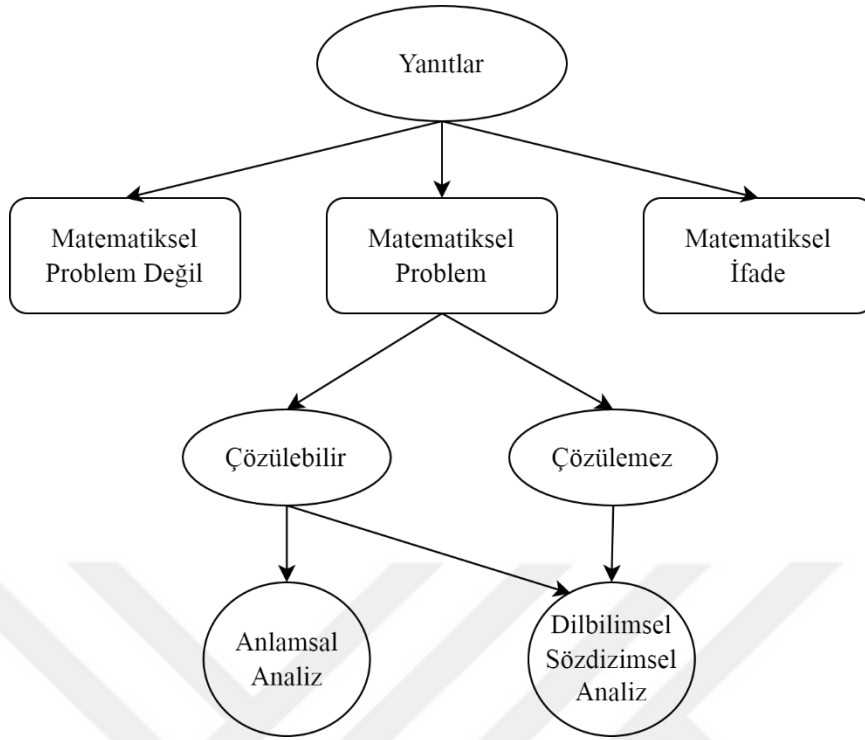 Yanıtlar
Matematiksel
Problem Değil
Matematiksel
Problem
Matematiksel
İfade
Çözülebilir
Çözülemez
Anlamsal
Analiz
Dilbilimsel
Sözdizimsel
Analiz